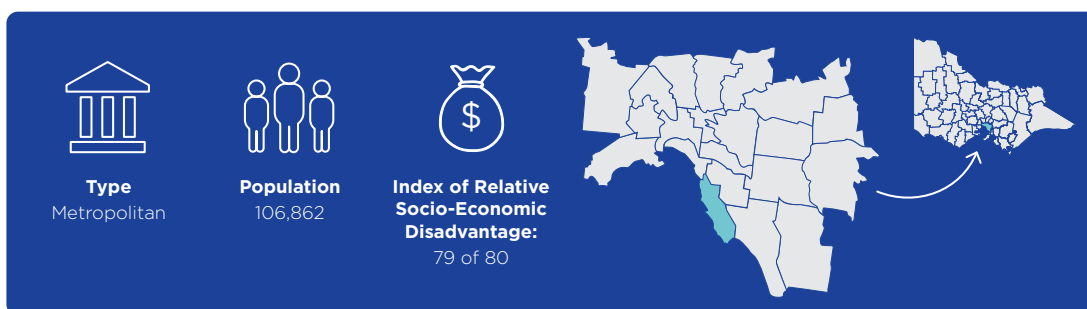 $
Type
Metropolitan
Population
106,862
Index of Relative
Socio-Economic
Disadvantage:
79 of 80